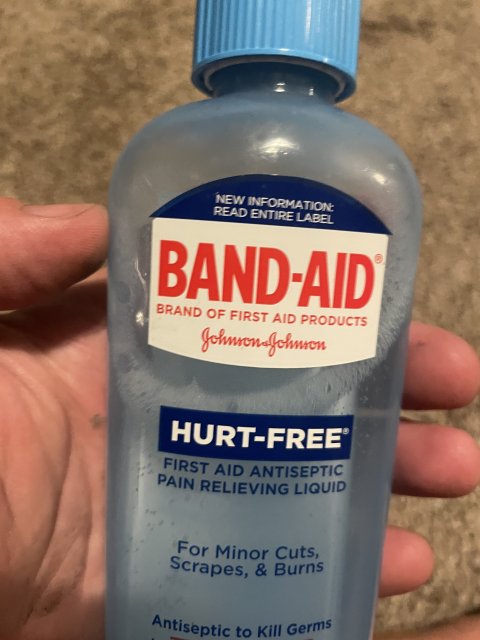 NEW INFORMATION:
READ ENTIRE LABEL
BAND-AID®
BRAND OF FIRST AID PRODUCTS
Johnson & Johnson
HURT-FREE®
FIRST AID ANTISEPTIC
PAIN RELIEVING LIQUID
For Minor Cuts,
Scrapes, & Burns
Antiseptic to Kill Germs